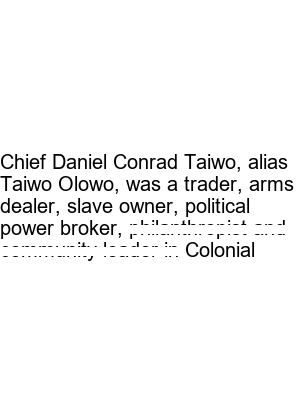 Chief Daniel Conrad Taiwo, alias
Taiwo Olowo, was a trader, arms
dealer, slave owner, political
power broker,
Colonial